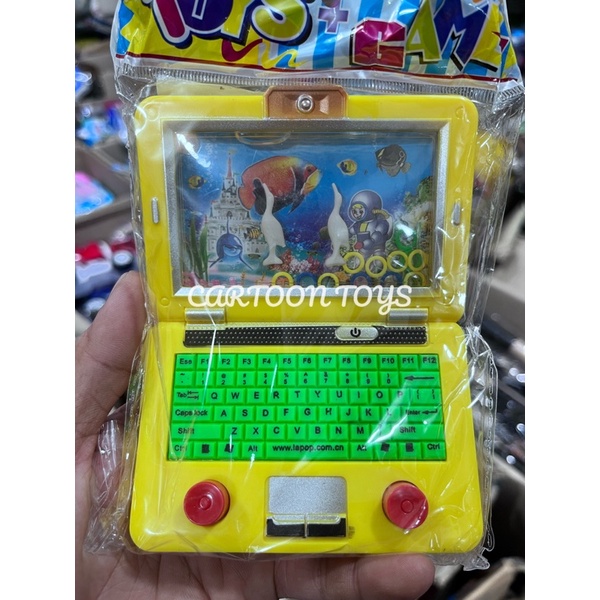 TOYS + GAM
CARTOON TOYS
Esc F1 F2 F3 F4 F5 F6 F7 F8 F9 F10 F11 F12
Tab Q W E R T Y U I O P
Caps lock A S D F G H J K L Enter
Shift Z X C V B N M Shift
Ctrl Alt www.lapop.com.cn Alt Ctrl